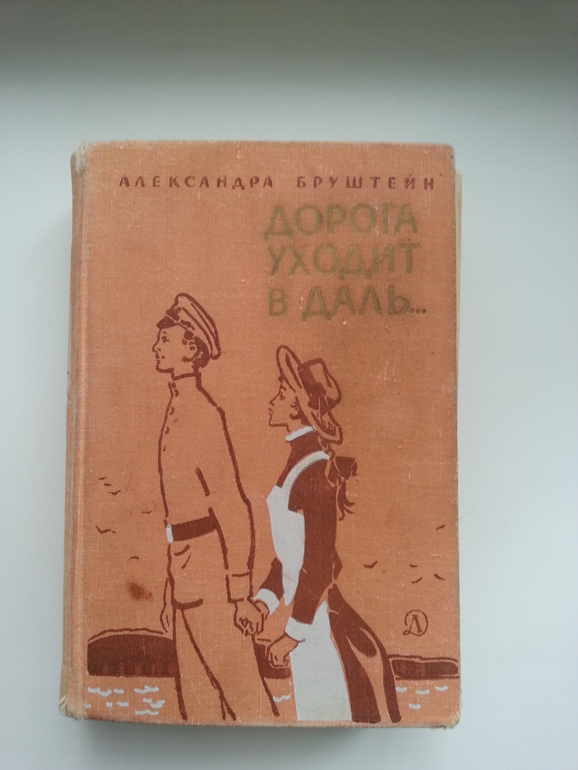 АЛЕКСАНДРА БРУШТЕЙН
ДОРОГА
УХОДИТ
В ДАЛЬ...
Д